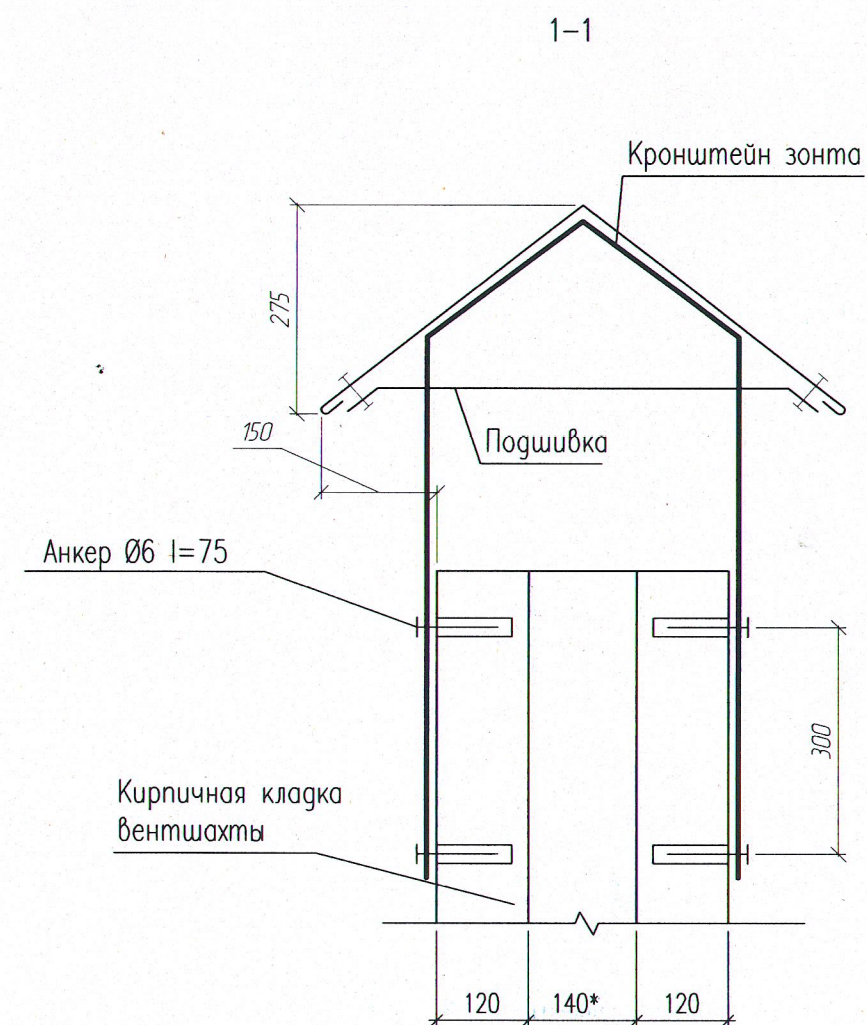 1-1
Кронштейн зонта
275
150
Подшивка
Анкер Ø6 l=75
300
Кирпичная кладка
вентшахты
120
140*
120